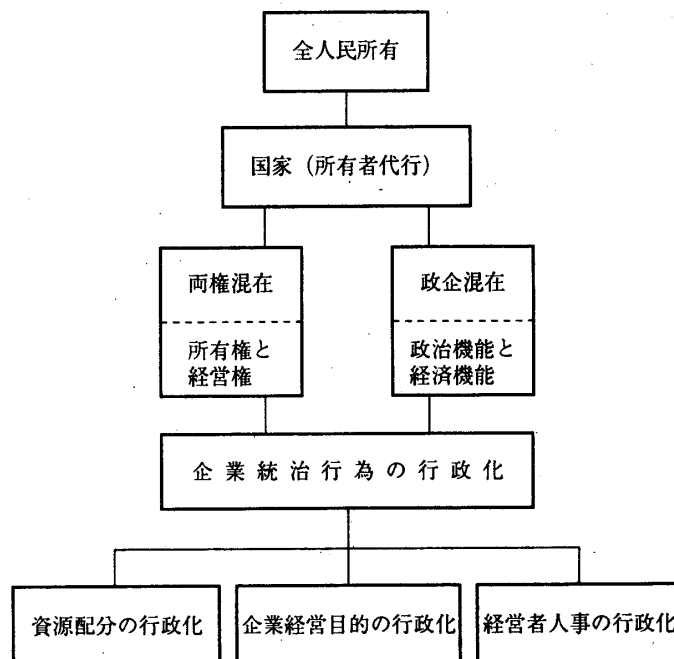 全人民所有
国家（所有者代行）
両権混在
所有権と
経営権
政企混在
政治機能と
経済機能
企業統治行為の行政化
資源配分の行政化
企業経営目的の行政化
経営者人事の行政化